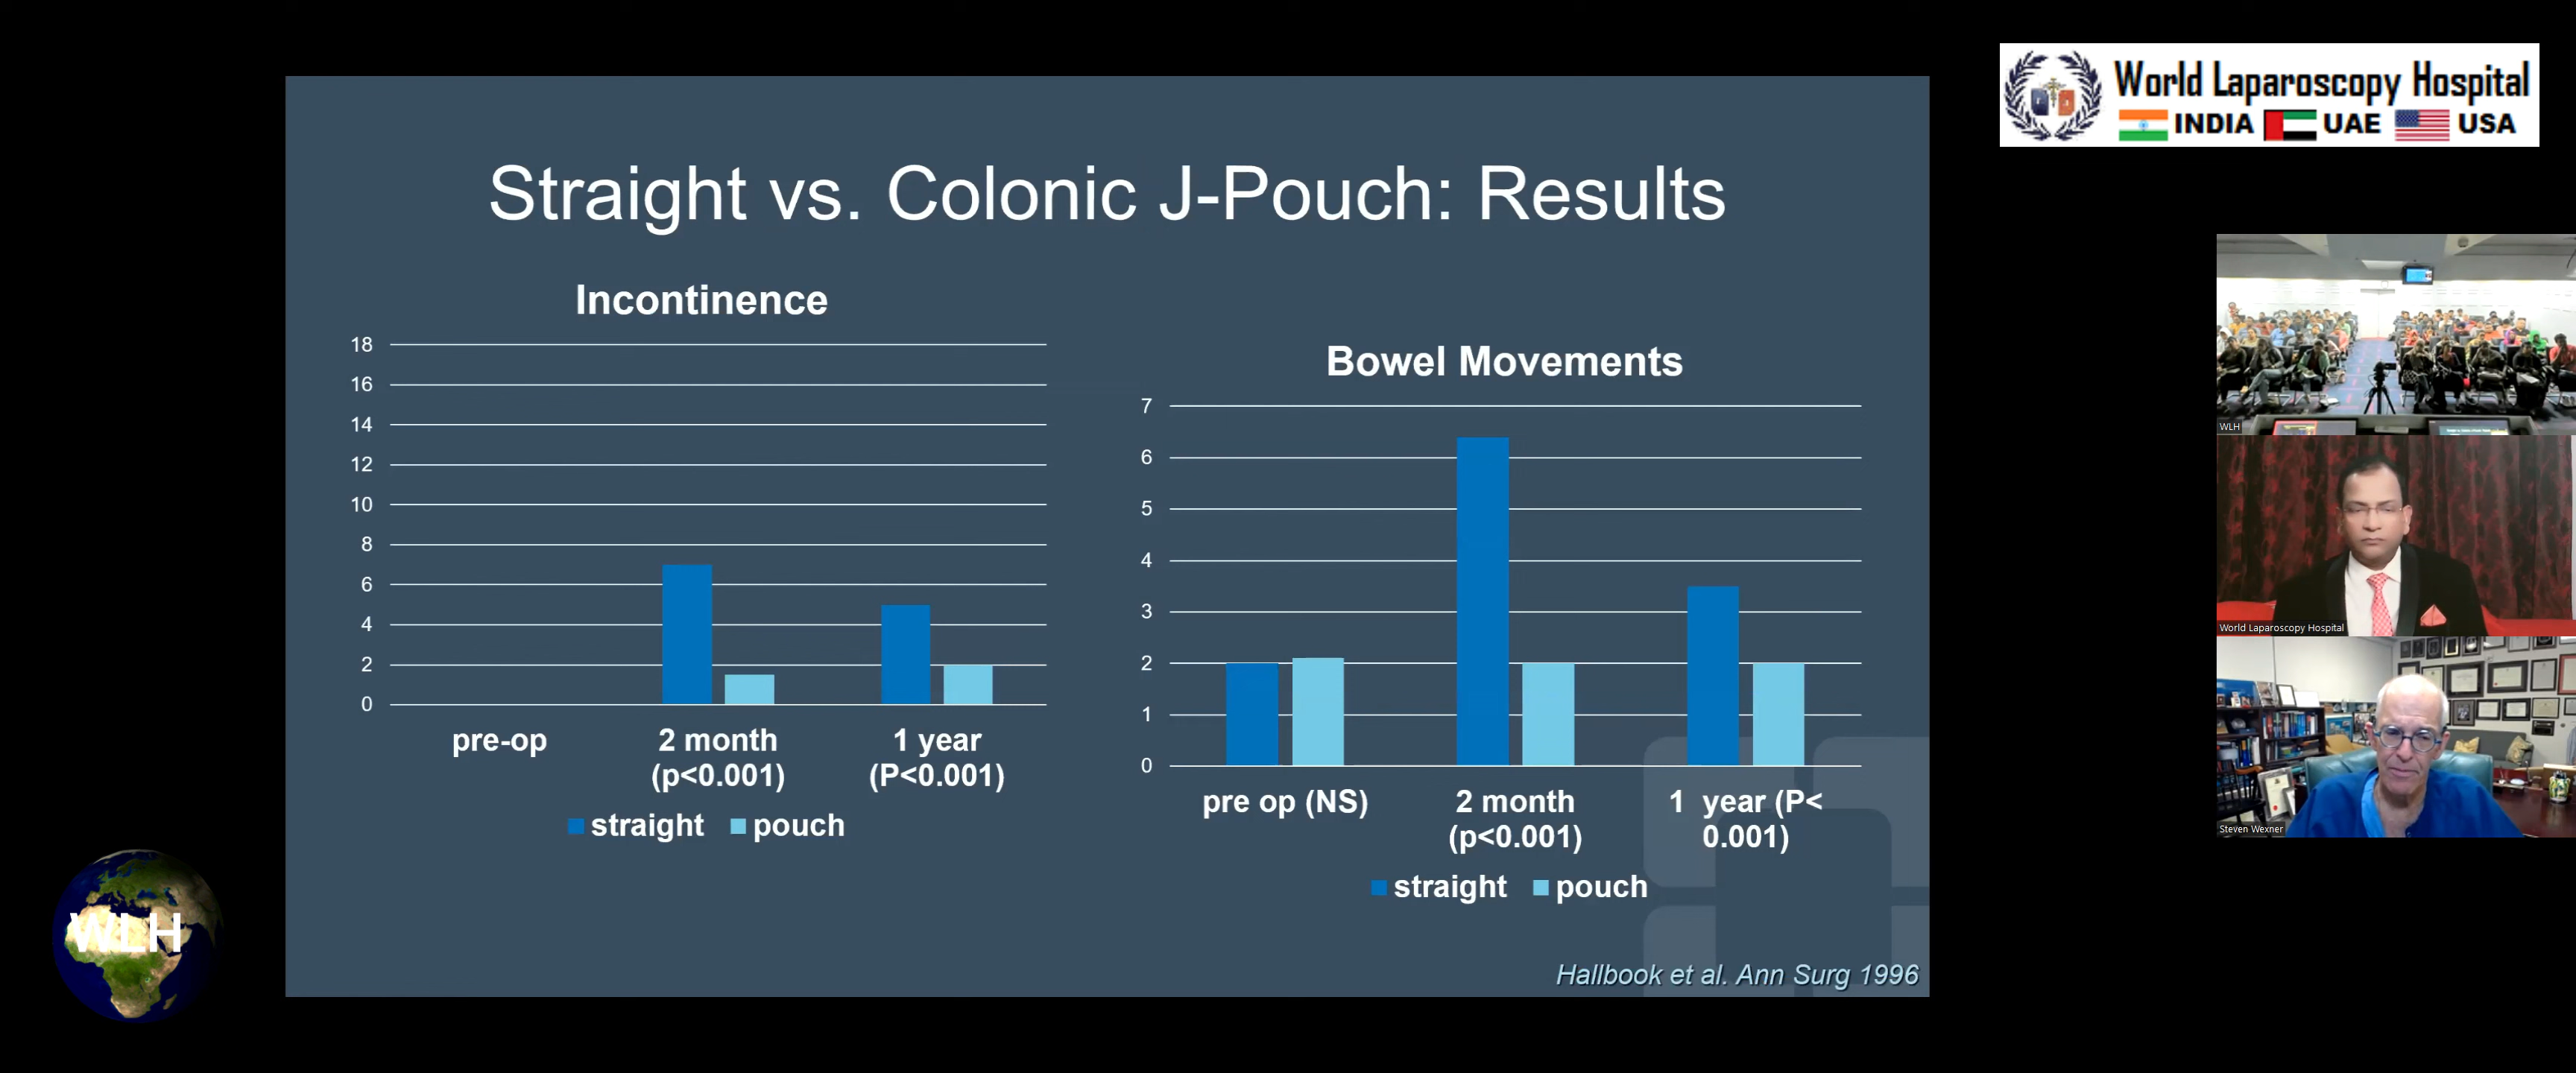 World Laparoscopy Hospital
INDIA UAE USA
Straight vs. Colonic J-Pouch: Results
Incontinence
18
16
14
12
10
8
6
4
2
0
pre-op
2 month
(p<0.001)
1 year
(P<0.001)
straight pouch
Bowel Movements
7
6
5
4
3
2
1
0
pre op (NS)
2 month
(p<0.001)
1 year (P<
0.001)
straight pouch
Hallbook et al. Ann Surg 1996
WLH
World Laparoscopy Hospital
Steven Wexner
WLH